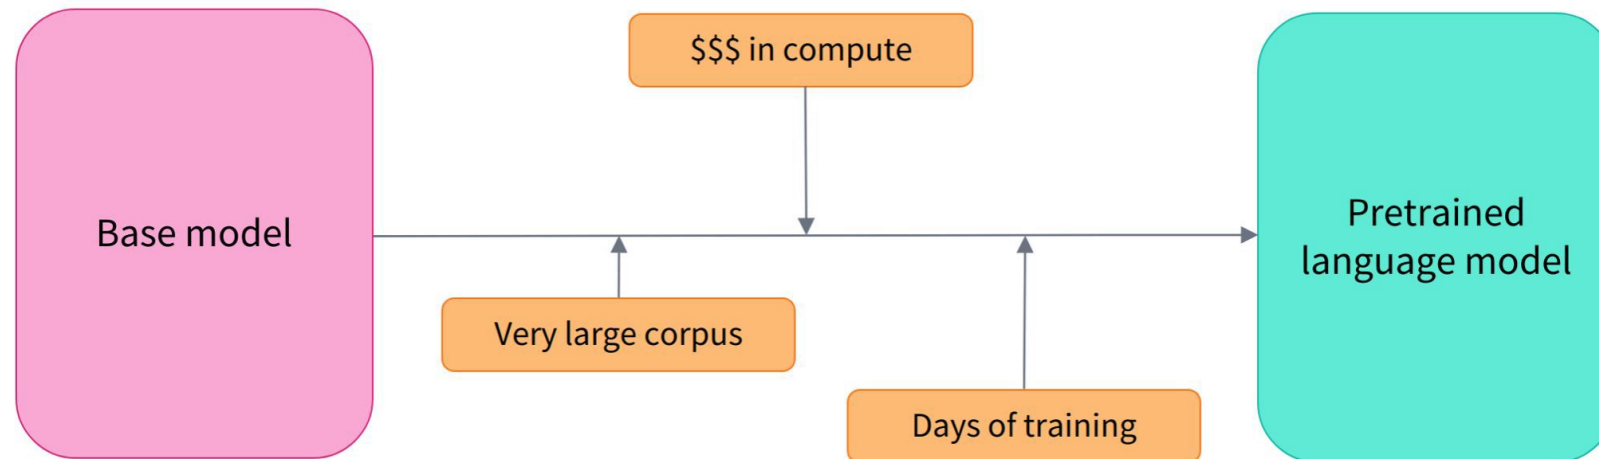 $$$ in compute
Base model
Pretrained
language model
Very large corpus
Days of training